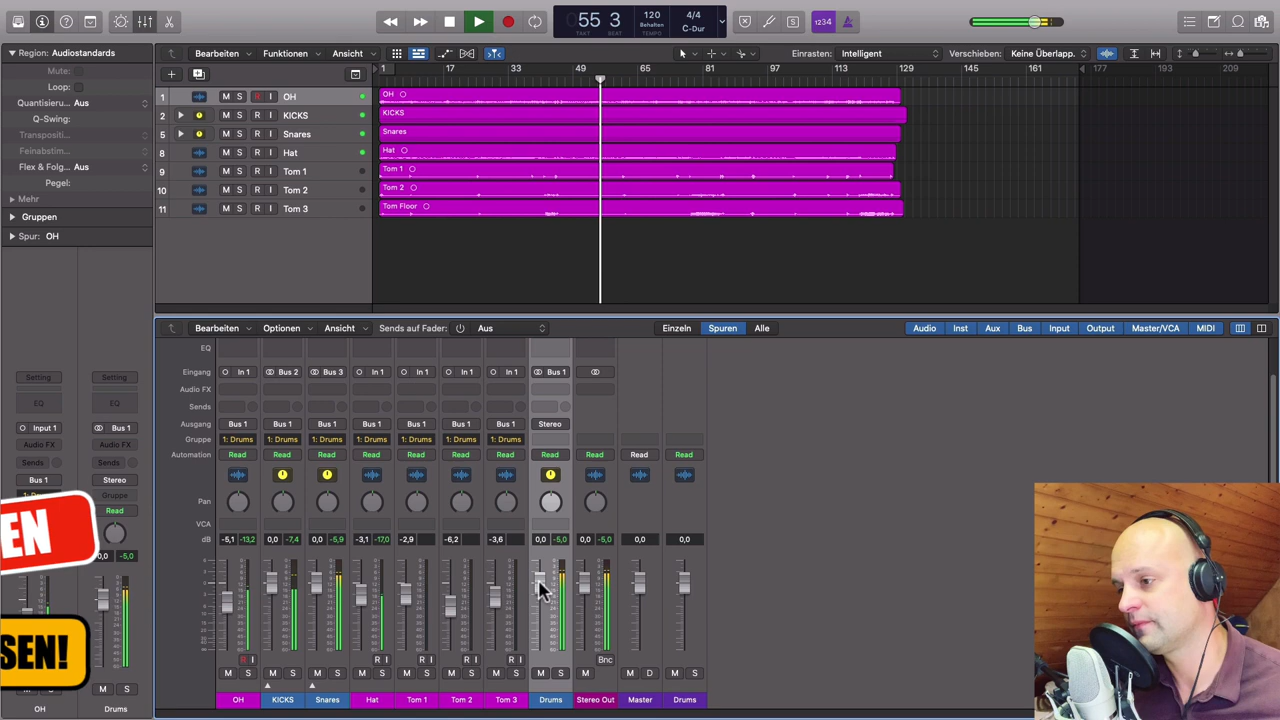 55 3
TAKT BEAT
120
Behalten
TEMPO
4/4
C-Dur
1234
Region: Audiostandards
Mute:
Loop:
Quantisieru... Aus
Q-Swing:
Transpositi...
Feinabstim...
Flex & Folg... Aus
Pegel:
Mehr
Gruppen
Spur: OH
Bearbeiten Funktionen Ansicht Einrasten: Intelligent Verschieben: Keine Überlapp.
1 17 33 49 65 81 97 113 129 145 161 177 193 209
1 M S R I OH OH
2 M S KICKS KICKS
5 M S Snares Snares
8 M S R I Hat Hat
9 M S R I Tom 1 Tom 1
10 M S R I Tom 2 Tom 2
11 M S R I Tom 3 Tom Floor
Bearbeiten Optionen Ansicht Sends auf Fader: Aus Einzeln Spuren Alle Audio Inst Aux Bus Input Output Master/VCA MIDI
EQ
Eingang In 1 Bus 2 Bus 3 In 1 In 1 In 1 In 1 Bus 1
Audio FX
Sends
Ausgang Bus 1 Bus 1 Bus 1 Bus 1 Bus 1 Bus 1 Bus 1 Stereo
Gruppe 1: Drums 1: Drums 1: Drums 1: Drums 1: Drums 1: Drums 1: Drums
Automation Read Read Read Read Read Read Read Read Read Read Read
Pan
VCA
dB -5,1 -13,2 0,0 -7,4 0,0 -5,9 -3,1 -17,0 -2,9 -6,2 -3,6 0,0 -5,0 0,0 -5,0 0,0 0,0
R I R I R I R I R I Bnc
M S M S M S M S M S M S M S M S M M D M S
OH KICKS Snares Hat Tom 1 Tom 2 Tom 3 Drums Stereo Out Master Drums
Setting Setting
EQ EQ
Input 1 Bus 1
Audio FX Audio FX
Sends Sends
Bus 1 Stereo
Gruppe
Read
EN
0,0 -5,0
SEN!
M S
OH Drums